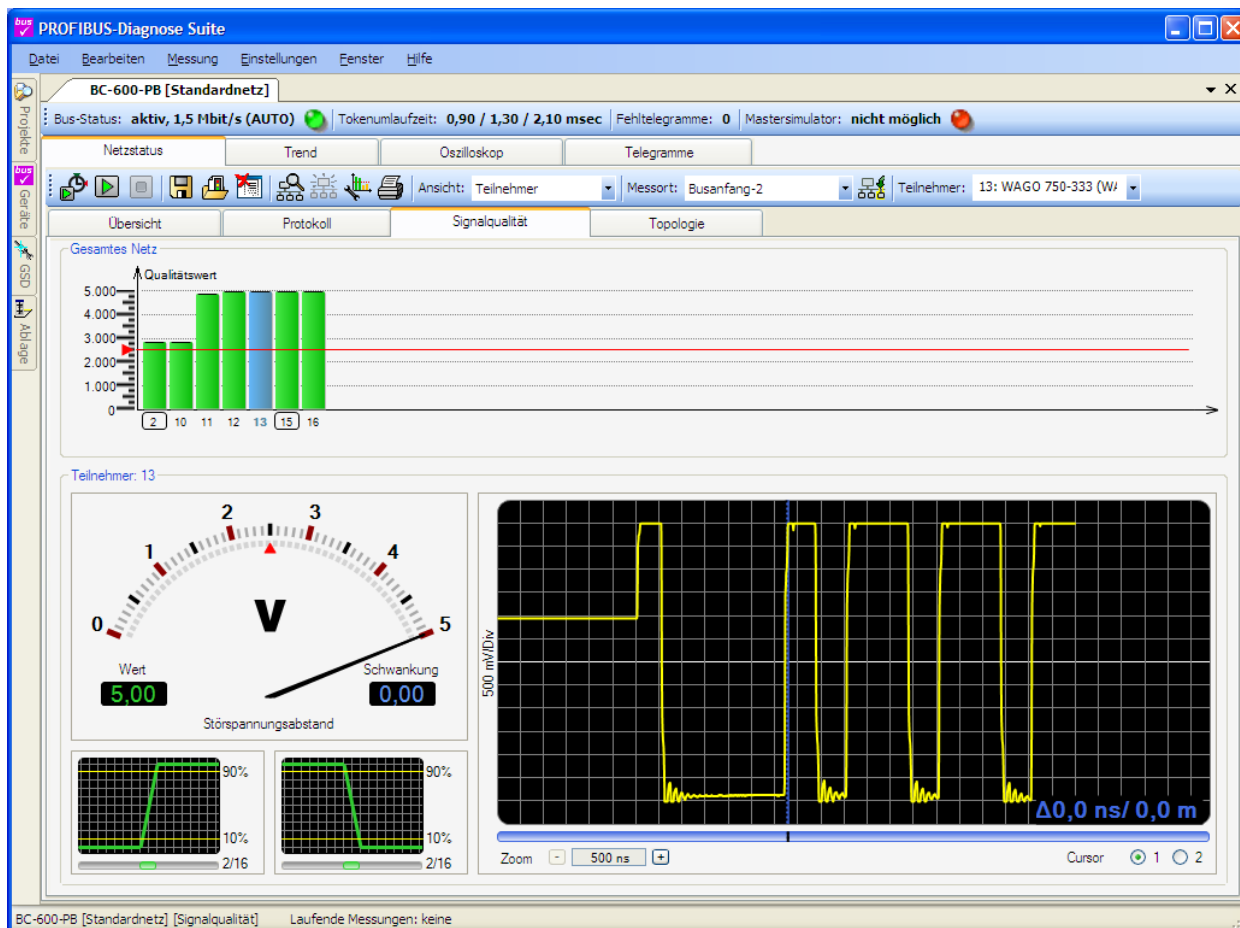 bus PROFIBUS-Diagnose Suite
Datei Bearbeiten Messung Einstellungen Fenster Hilfe
Projekte
bus
Geräte
GSD
Ablage
BC-600-PB [Standardnetz]
Bus-Status: aktiv, 1,5 Mbit/s (AUTO) Tokenumlaufzeit: 0,90 / 1,30 / 2,10 msec Fehltelegramme: 0 Mastersimulator: nicht möglich
Netzstatus Trend Oszilloskop Telegramme
Ansicht: Teilnehmer Messort: Busanfang-2 Teilnehmer: 13: WAGO 750-333 (W
Übersicht Protokoll Signalqualität Topologie
Gesamtes Netz
Qualitätswert
5.000
4.000
3.000
2.000
1.000
0
2 10 11 12 13 15 16
Teilnehmer: 13
0 1 2 3 4 5
V
Wert Schwankung
5,00 0,00
Störspannungsabstand
90% 90%
10% 10%
2/16 2/16
500 mV/Div
Δ0,0 ns/ 0,0 m
Zoom - 500 ns + Cursor 1 2
BC-600-PB [Standardnetz] [Signalqualität] Laufende Messungen: keine